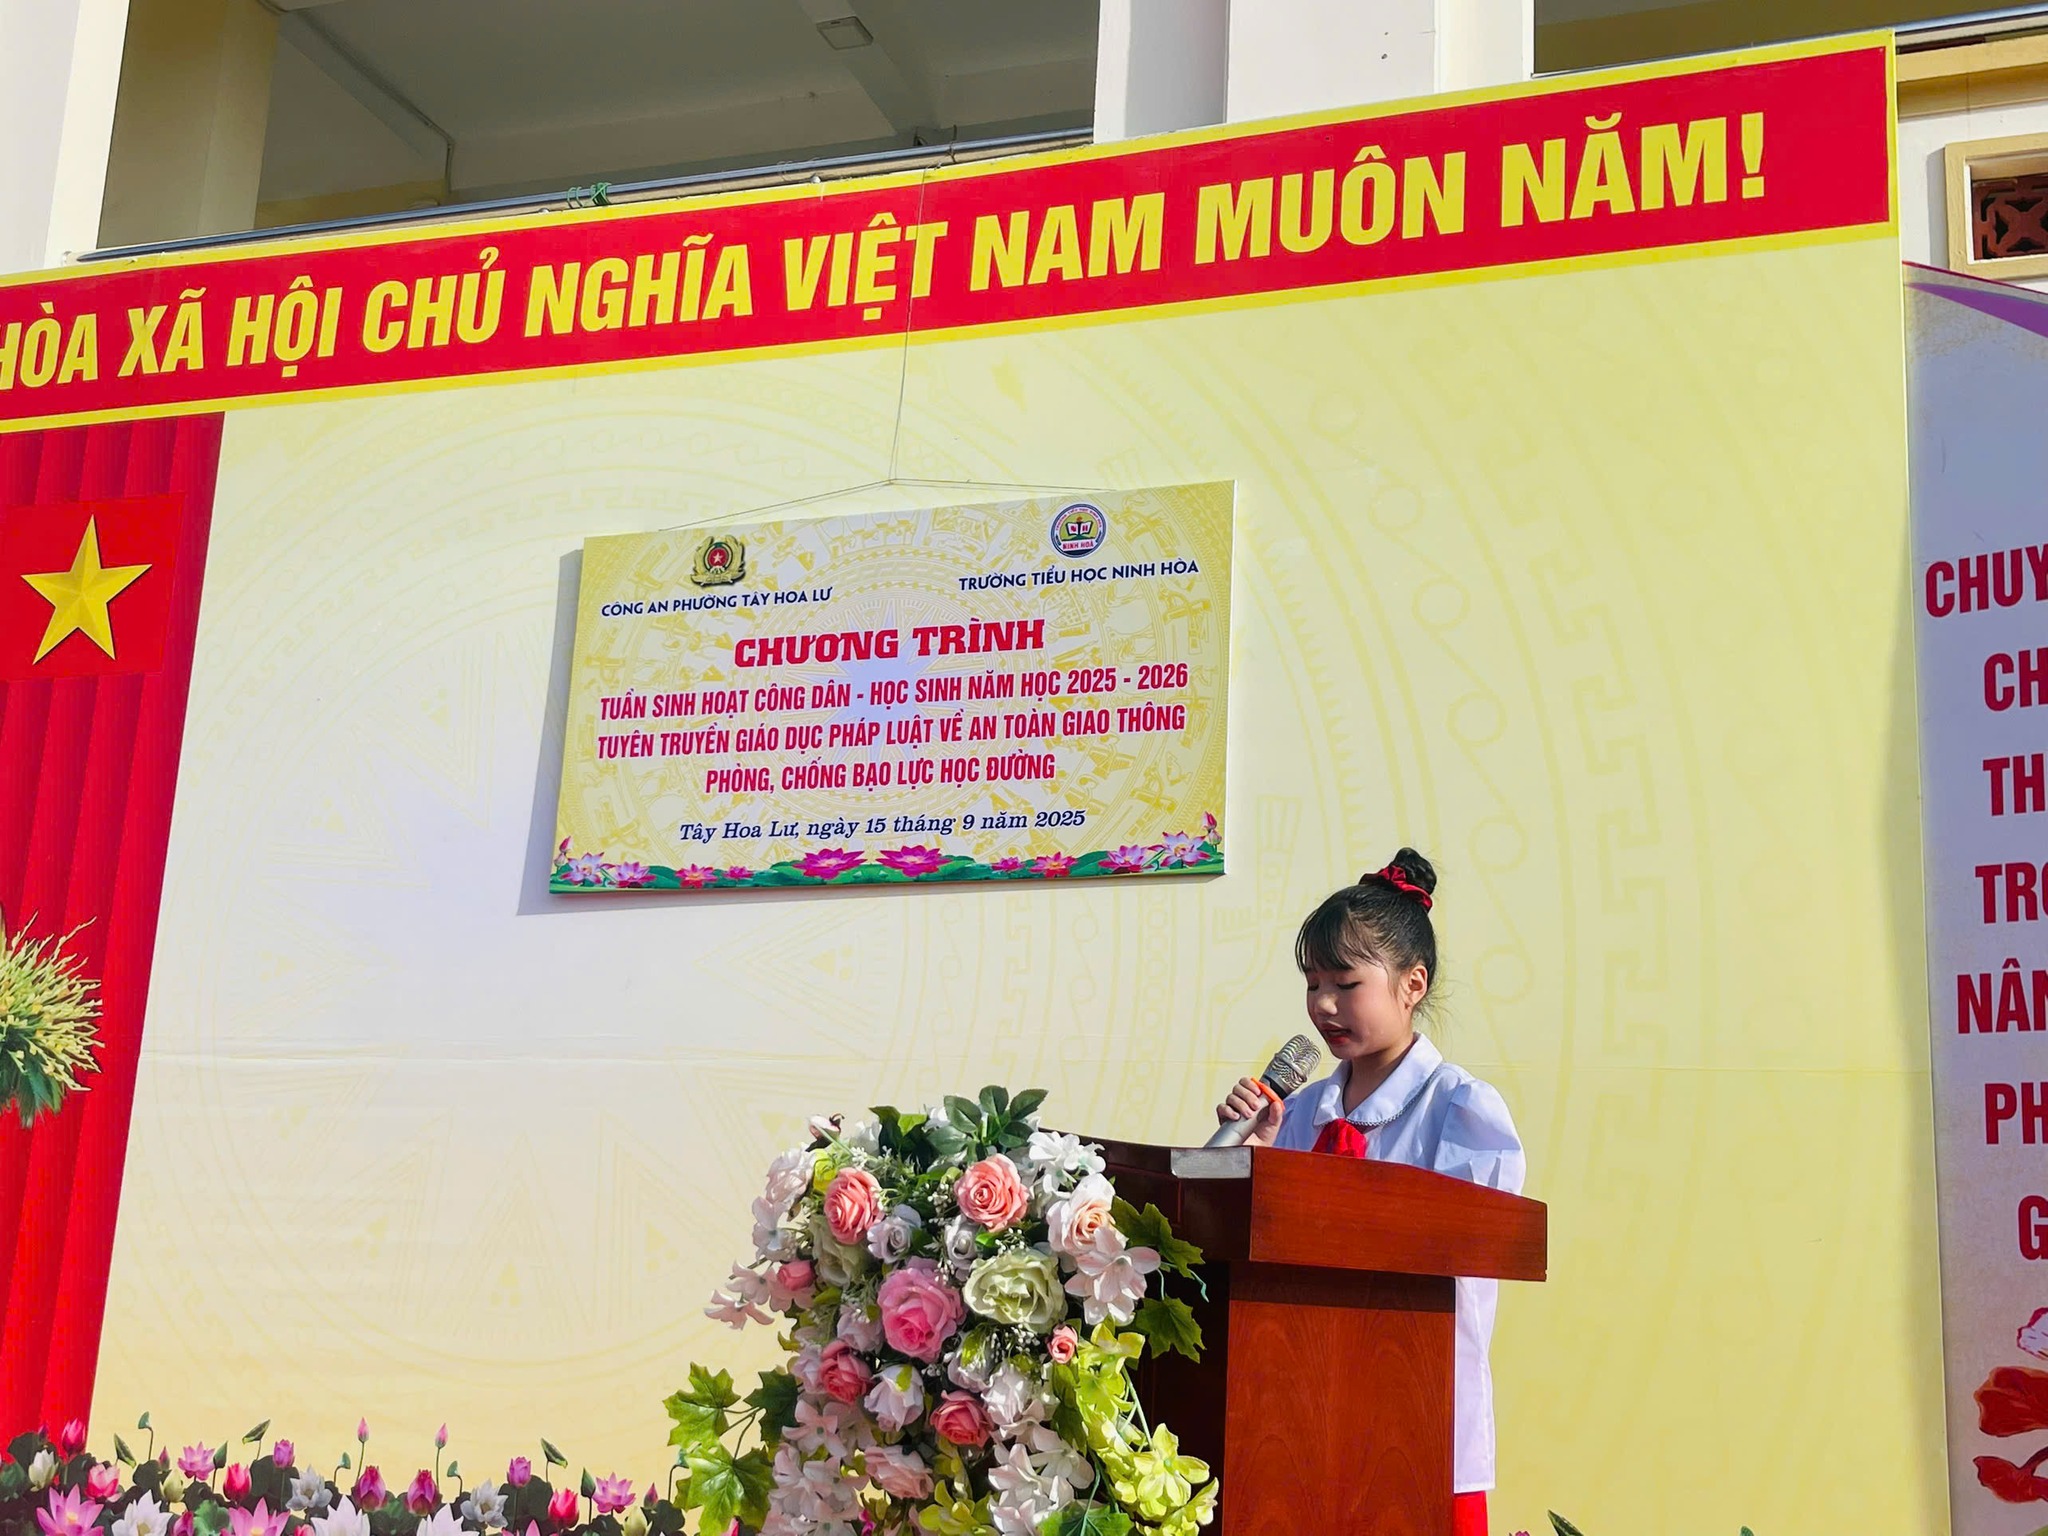 HÒA XÃ HỘI CHỦ NGHĨA VIỆT NAM MUÔN NĂM!
NINH HOÀ
CÔNG AN PHƯỜNG TÂY HOA LƯ
TRƯỜNG TIỂU HỌC NINH HÒA
CHƯƠNG TRÌNH
TUẦN SINH HOẠT CÔNG DÂN - HỌC SINH NĂM HỌC 2025 - 2026
TUYÊN TRUYỀN GIÁO DỤC PHÁP LUẬT VỀ AN TOÀN GIAO THÔNG
PHÒNG, CHỐNG BẠO LỰC HỌC ĐƯỜNG
Tây Hoa Lư, ngày 15 tháng 9 năm 2025
CHUY
CH
TH
TR
NÂN
PH
G